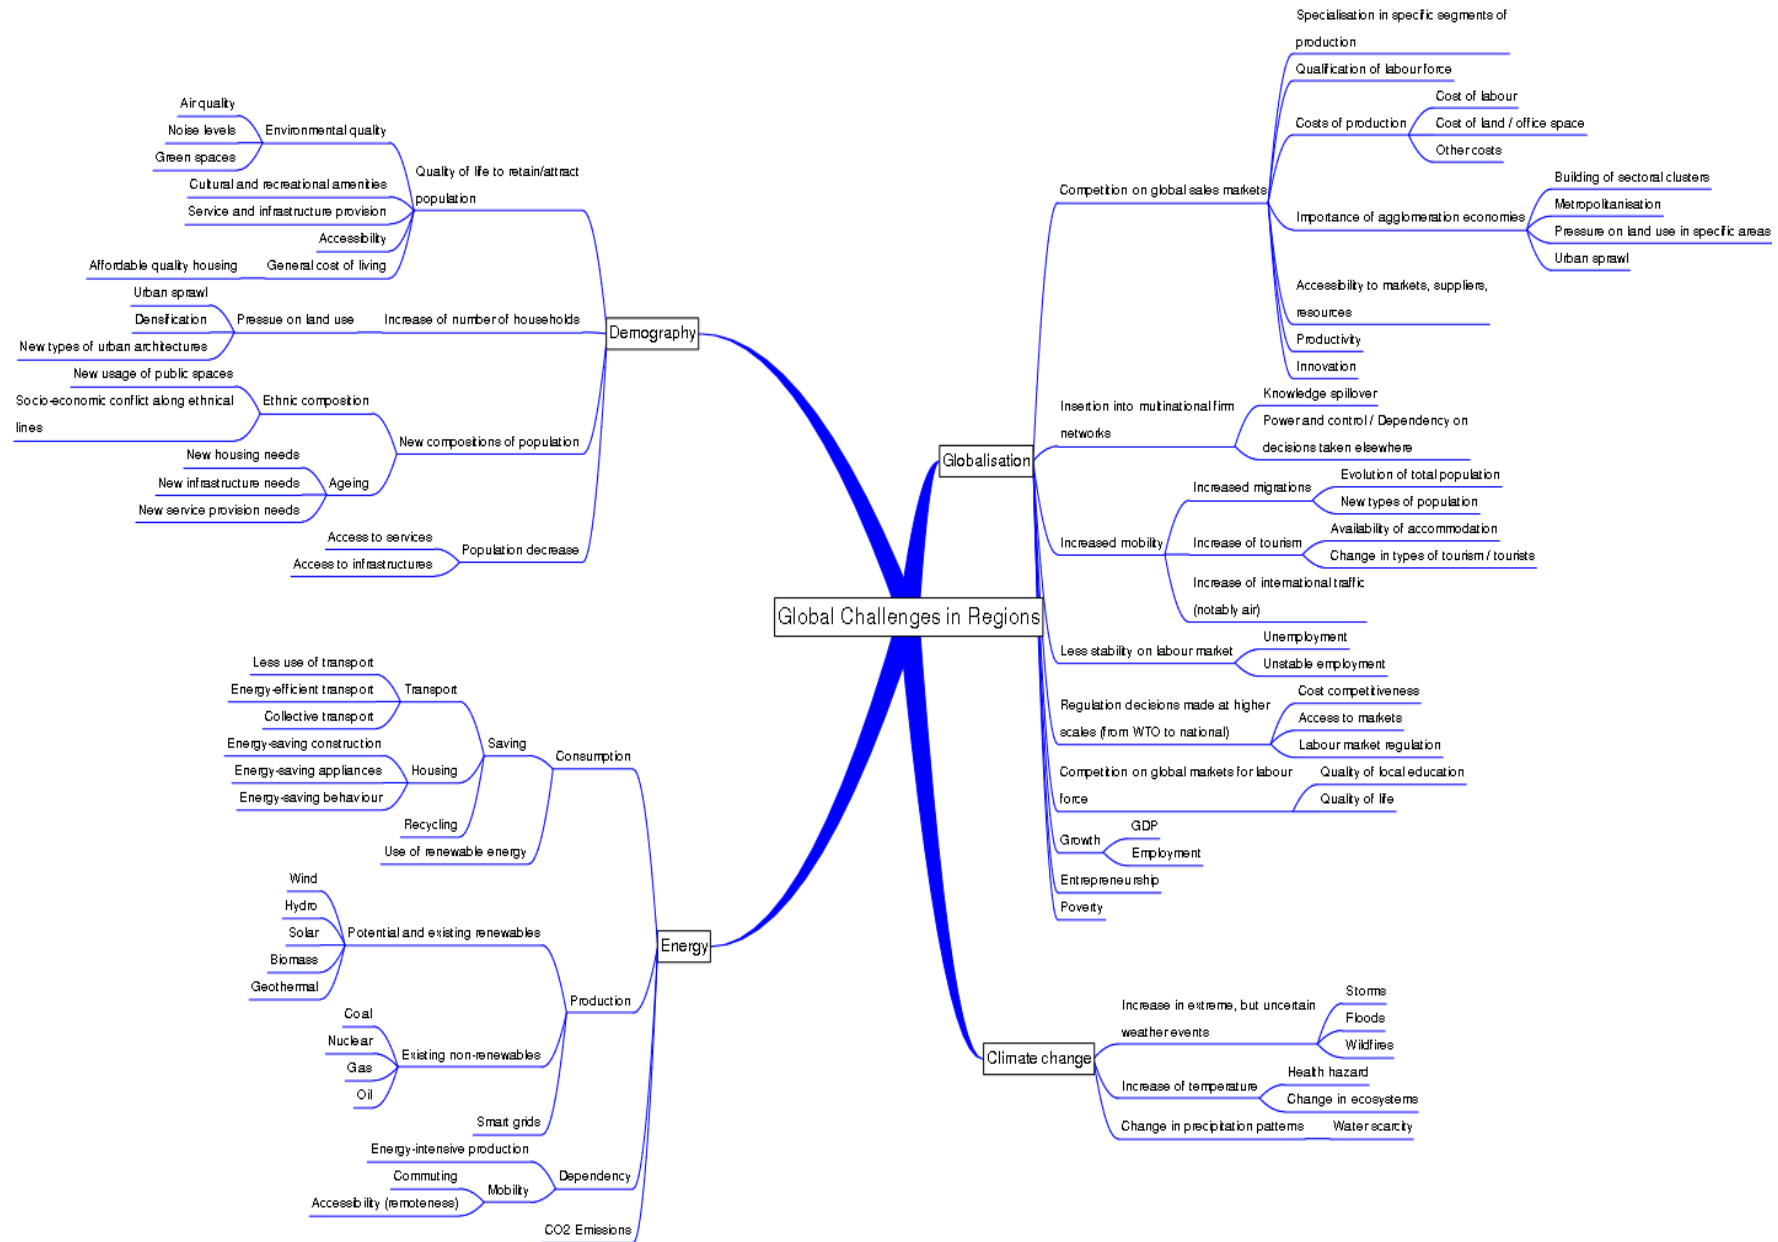 Global Challenges in Regions
Demography
Quality of life to retain/attract
population
Environmental quality
Air quality
Noise levels
Green spaces
Cultural and recreational amenities
Service and infrastructure provision
Accessibility
General cost of living
Affordable quality housing
Increase of number of households
Pressue on land use
Urban sprawl
Densification
New types of urban architectures
New compositions of population
Ethnic composition
New usage of public spaces
Socio-economic conflict along ethnical
lines
Ageing
New housing needs
New infrastructure needs
New service provision needs
Population decrease
Access to services
Access to infrastructures
Energy
Consumption
Saving
Transport
Less use of transport
Energy-efficient transport
Collective transport
Housing
Energy-saving construction
Energy-saving appliances
Energy-saving behaviour
Recycling
Use of renewable energy
Production
Potential and existing renewables
Wind
Hydro
Solar
Biomass
Geothermal
Existing non-renewables
Coal
Nuclear
Gas
Oil
Smart grids
Dependency
Energy-intensive production
Mobility
Commuting
Accessibility (remoteness)
CO2 Emissions
Globalisation
Competition on global sales markets
Specialisation in specific segments of
production
Qualification of labour force
Costs of production
Cost of labour
Cost of land / office space
Other costs
Importance of agglomeration economies
Building of sectoral clusters
Metropolitanisation
Pressure on land use in specific areas
Urban sprawl
Accessibility to markets, suppliers,
resources
Productivity
Innovation
Insertion into multinational firm
networks
Knowledge spillover
Power and control / Dependency on
decisions taken elsewhere
Increased mobility
Increased migrations
Evolution of total population
New types of population
Increase of tourism
Availability of accommodation
Change in types of tourism / tourists
Increase of international traffic
(notably air)
Less stability on labour market
Unemployment
Unstable employment
Regulation decisions made at higher
scales (from WTO to national)
Cost competitiveness
Access to markets
Labour market regulation
Competition on global markets for labour
force
Quality of local education
Quality of life
Growth
GDP
Employment
Entrepreneurship
Poverty
Climate change
Increase in extreme, but uncertain
weather events
Storms
Floods
Wildfires
Increase of temperature
Health hazard
Change in ecosystems
Change in precipitation patterns
Water scarcity